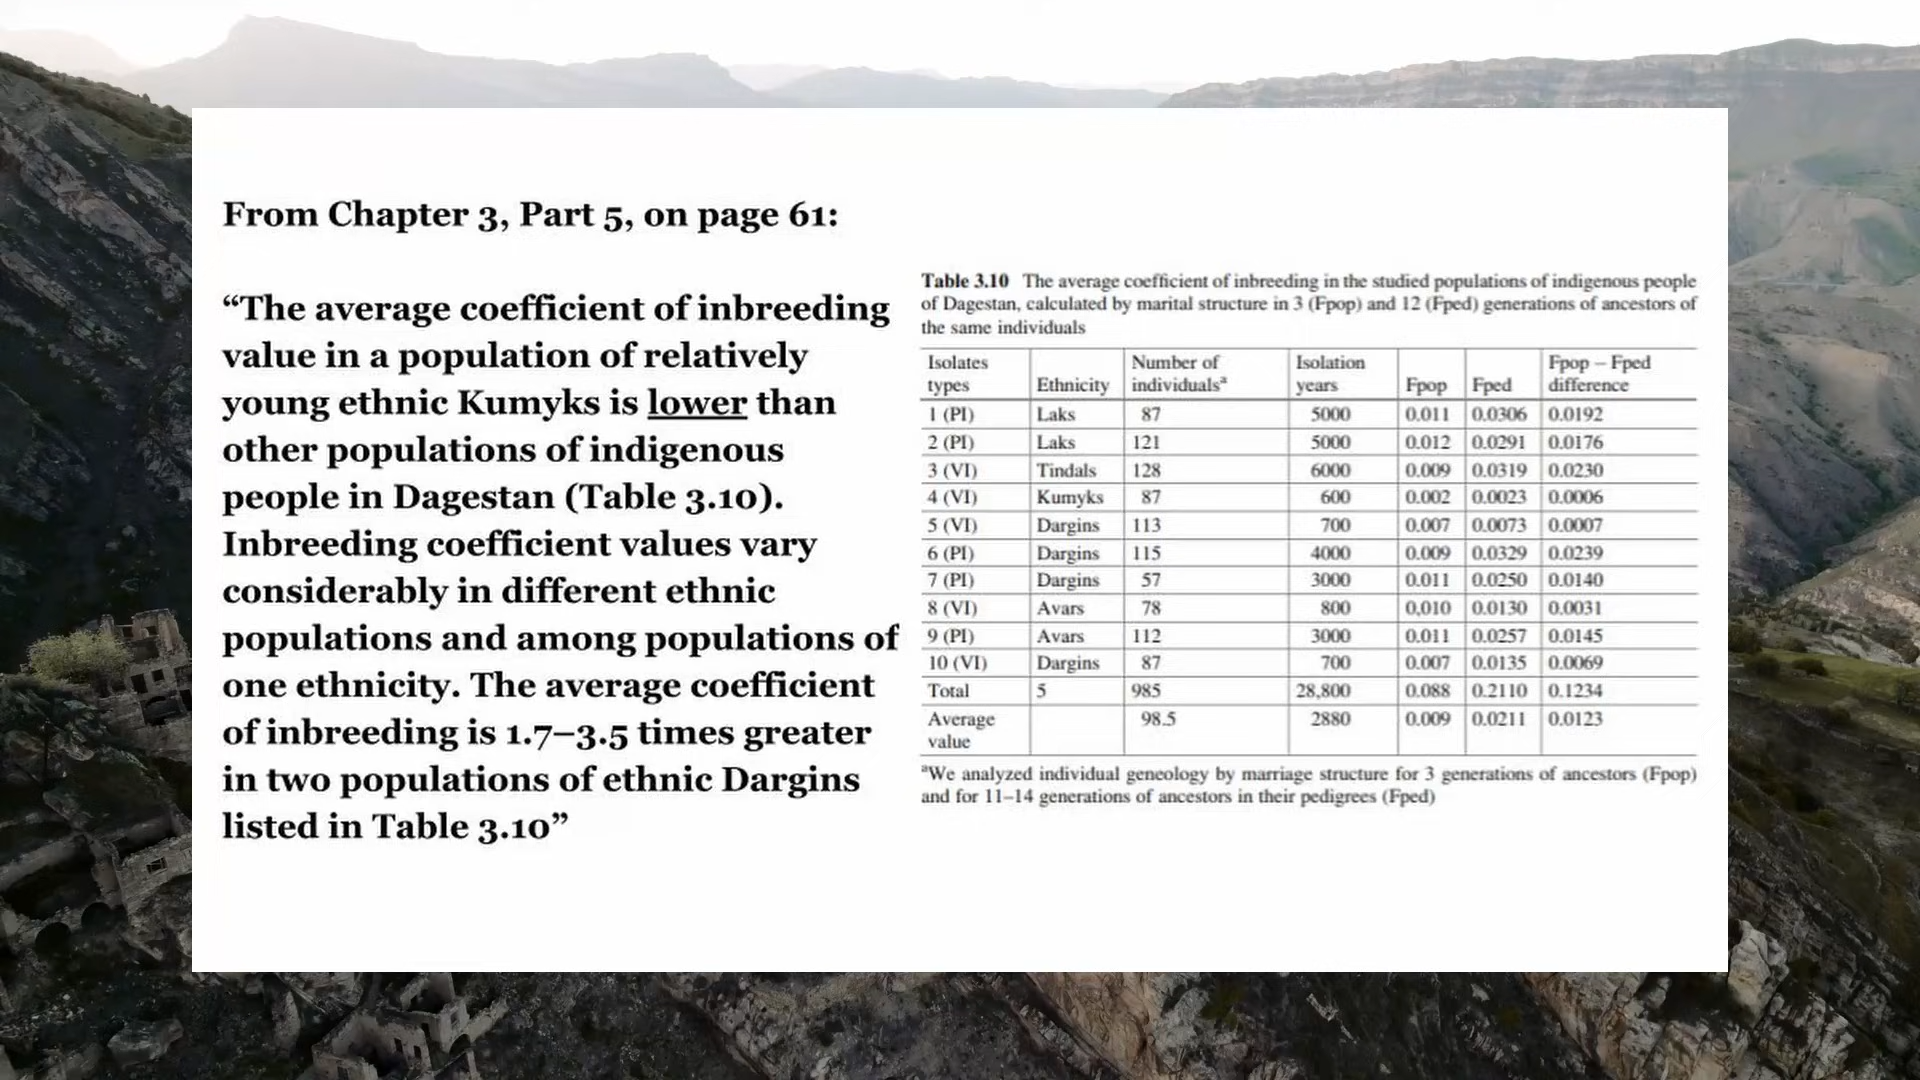 From Chapter 3, Part 5, on page 61:
“The average coefficient of inbreeding
value in a population of relatively
young ethnic Kumyks is lower than
other populations of indigenous
people in Dagestan (Table 3.10).
Inbreeding coefficient values vary
considerably in different ethnic
populations and among populations of
one ethnicity. The average coefficient
of inbreeding is 1.7–3.5 times greater
in two populations of ethnic Dargins
listed in Table 3.10”
Table 3.10 The average coefficient of inbreeding in the studied populations of indigenous people
of Dagestan, calculated by marital structure in 3 (Fpop) and 12 (Fped) generations of ancestors of
the same individuals
Isolates types Ethnicity Number of individualsª Isolation years Fpop Fped Fpop – Fped difference
1 (PI) Laks 87 5000 0.011 0.0306 0.0192
2 (PI) Laks 121 5000 0.012 0.0291 0.0176
3 (VI) Tindals 128 6000 0.009 0.0319 0.0230
4 (VI) Kumyks 87 600 0.002 0.0023 0.0006
5 (VI) Dargins 113 700 0.007 0.0073 0.0007
6 (PI) Dargins 115 4000 0.009 0.0329 0.0239
7 (PI) Dargins 57 3000 0.011 0.0250 0.0140
8 (VI) Avars 78 800 0,010 0.0130 0.0031
9 (PI) Avars 112 3000 0.011 0.0257 0.0145
10 (VI) Dargins 87 700 0.007 0.0135 0.0069
Total 5 985 28,800 0.088 0.2110 0.1234
Average value 98.5 2880 0.009 0.0211 0.0123
ªWe analyzed individual geneology by marriage structure for 3 generations of ancestors (Fpop)
and for 11–14 generations of ancestors in their pedigrees (Fped)